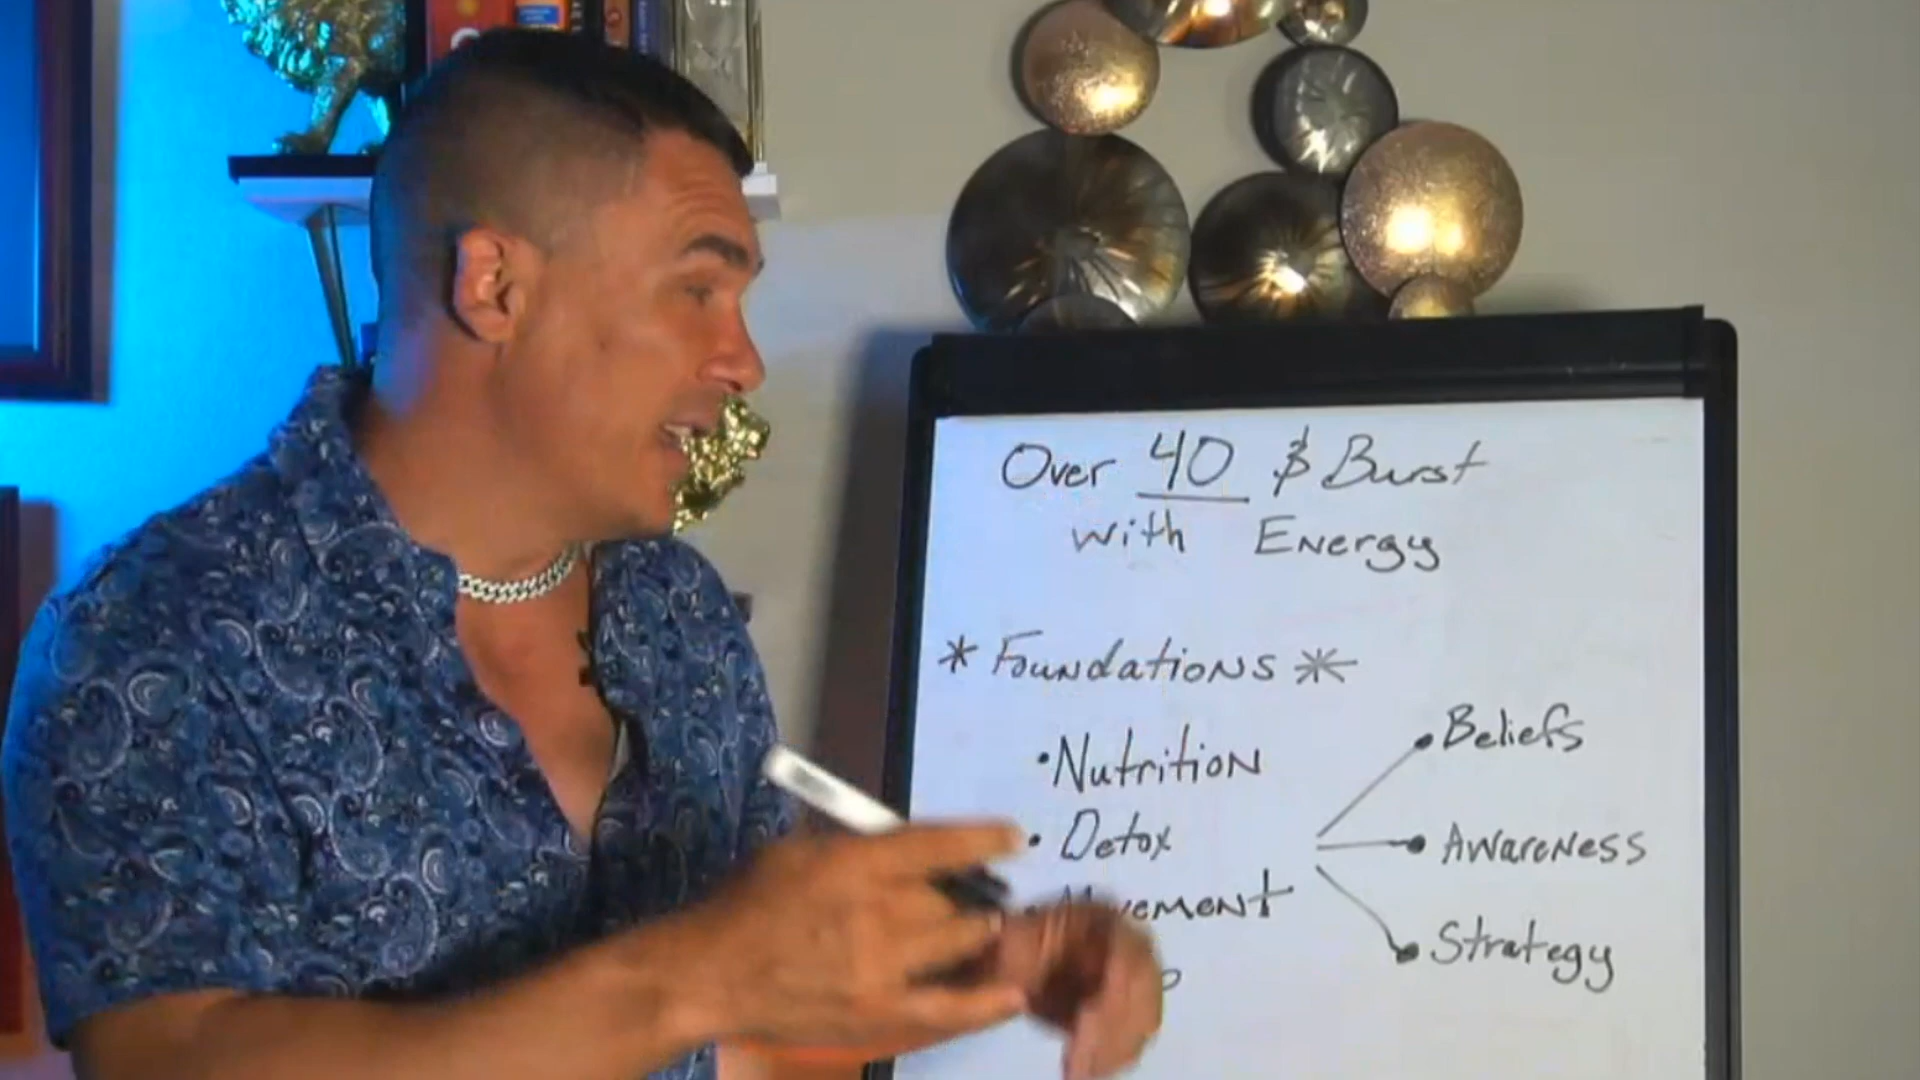 Over 40 & Burst
with Energy
* Foundations *
• Nutrition
• Detox
• Beliefs
• Awareness
• Strategy